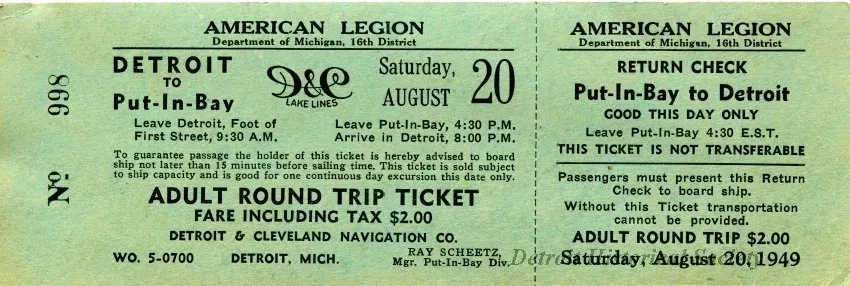 No. 998
AMERICAN LEGION
Department of Michigan, 16th District
DETROIT
TO
Put-In-Bay
D&C
LAKE LINES
Saturday,
AUGUST
20
Leave Detroit, Foot of
First Street, 9:30 A.M.
Leave Put-In-Bay, 4:30 P.M.
Arrive in Detroit, 8:00 P.M.
To guarantee passage the holder of this ticket is hereby advised to board
ship not later than 15 minutes before sailing time. This ticket is sold subject
to ship capacity and is good for one continuous day excursion this date only.
ADULT ROUND TRIP TICKET
FARE INCLUDING TAX $2.00
DETROIT & CLEVELAND NAVIGATION CO.
WO. 5-0700
DETROIT, MICH.
RAY SCHEETZ,
Mgr. Put-In-Bay Div.
AMERICAN LEGION
Department of Michigan, 16th District
RETURN CHECK
Put-In-Bay to Detroit
GOOD THIS DAY ONLY
Leave Put-In-Bay 4:30 E.S.T.
THIS TICKET IS NOT TRANSFERABLE
Passengers must present this Return
Check to board ship.
Without this Ticket transportation
cannot be provided.
ADULT ROUND TRIP $2.00
Saturday, August 20, 1949
Detroit Historical Society